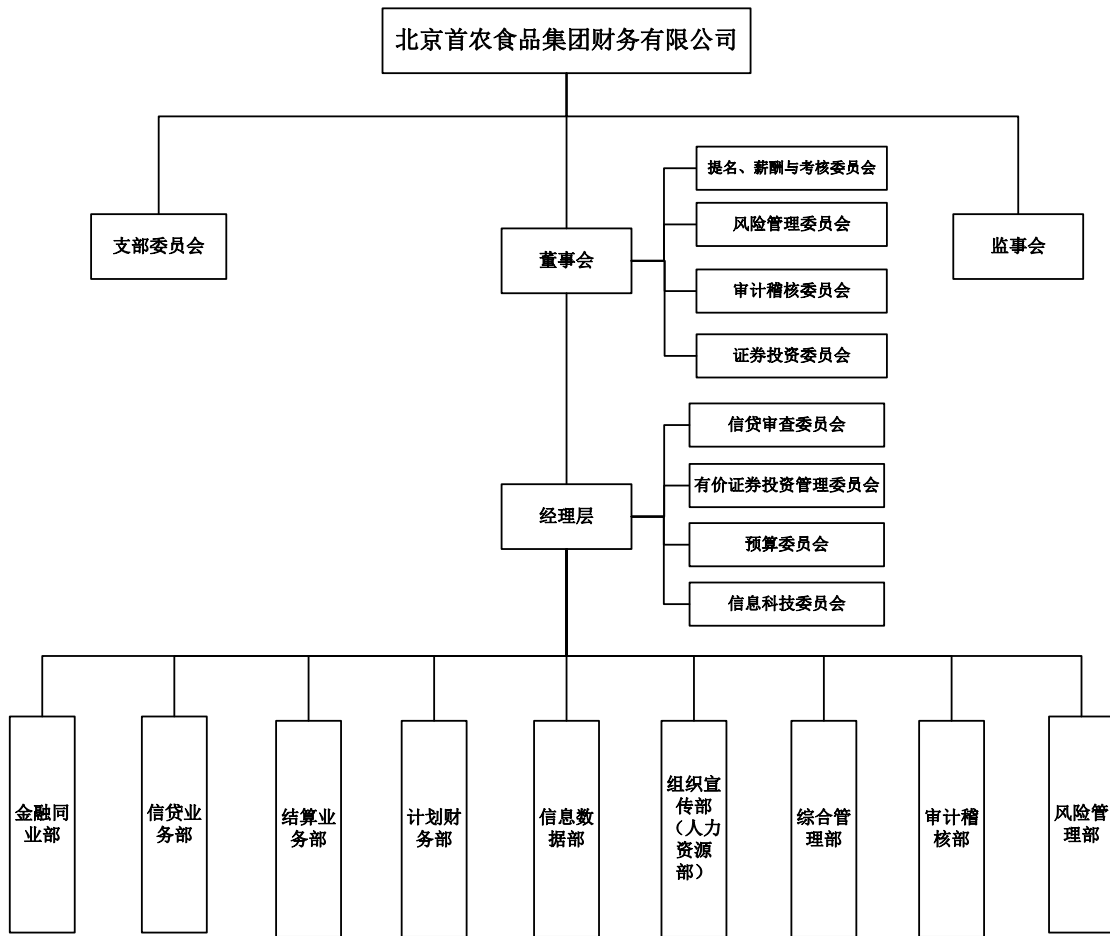 北京首农食品集团财务有限公司
提名、薪酬与考核委员会
风险管理委员会
支部委员会
董事会
监事会
审计稽核委员会
证券投资委员会
信贷审查委员会
有价证券投资管理委员会
经理层
预算委员会
信息科技委员会
金融同
业部
信贷业
务部
结算业
务部
计划财
务部
信息数
据部
组织宣
传部
（人力
资源
部）
综合管
理部
审计稽
核部
风险管
理部